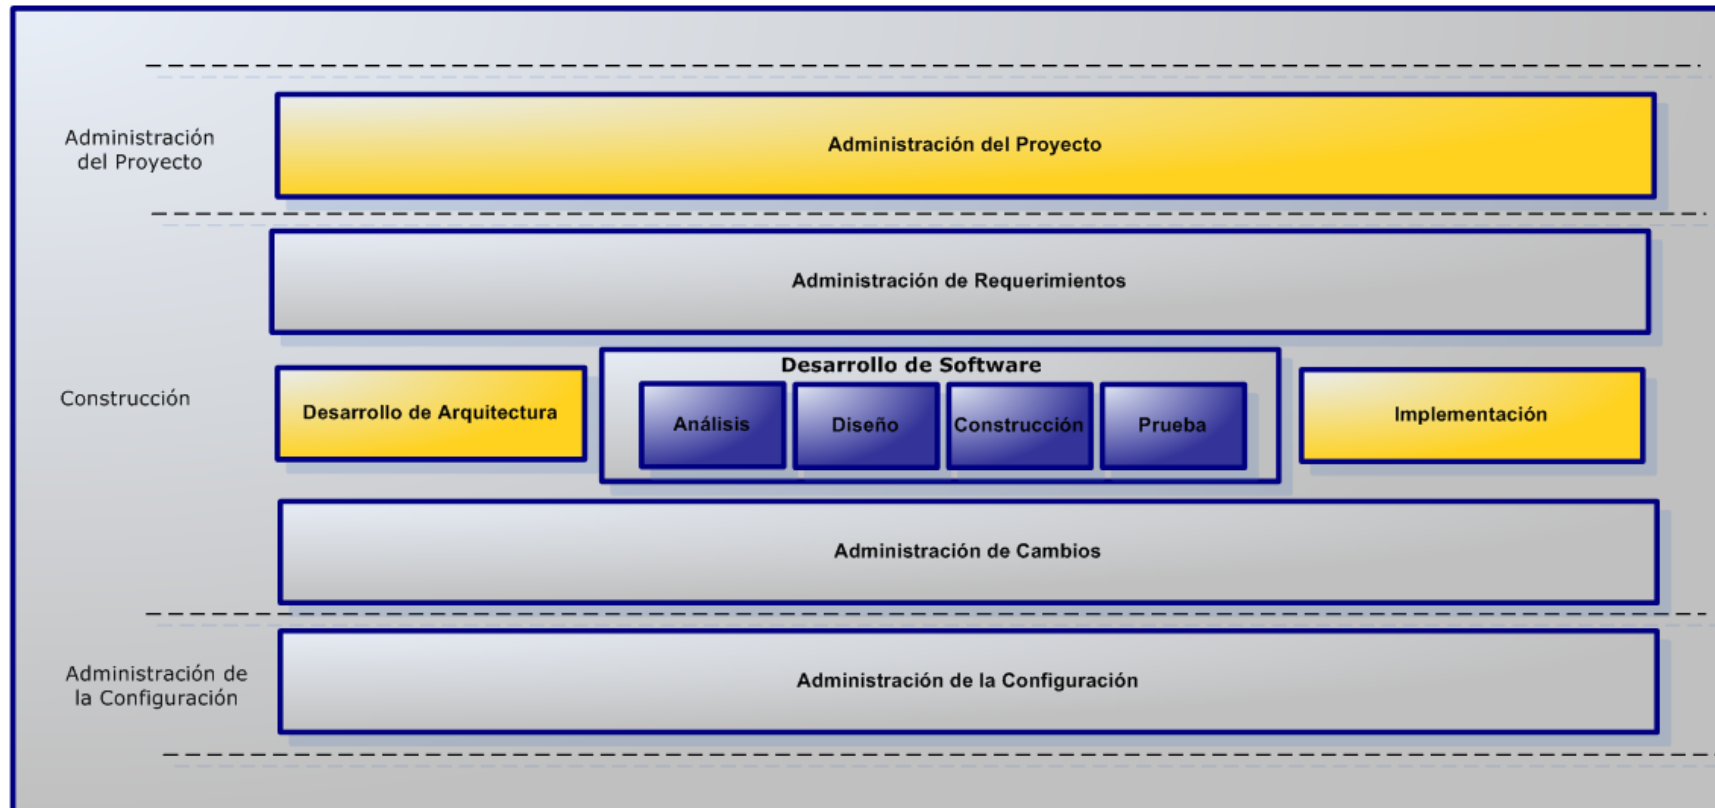 Administración
del Proyecto
Administración del Proyecto
Administración de Requerimientos
Construcción
Desarrollo de Arquitectura
Desarrollo de Software
Análisis
Diseño
Construcción
Prueba
Implementación
Administración de Cambios
Administración de
la Configuración
Administración de la Configuración